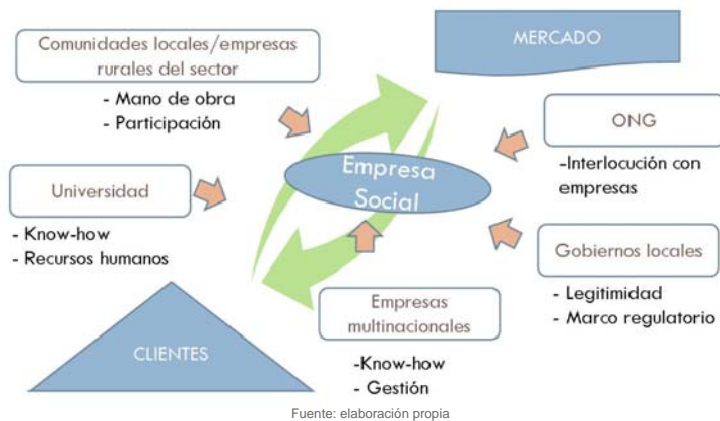 MERCADO
Comunidades locales/empresas
rurales del sector
- Mano de obra
- Participación
ONG
-Interlocución con
empresas
Empresa
Social
Universidad
- Know-how
- Recursos humanos
Gobiernos locales
- Legitimidad
- Marco regulatorio
Empresas
multinacionales
-Know-how
- Gestión
CLIENTES
Fuente: elaboración propia